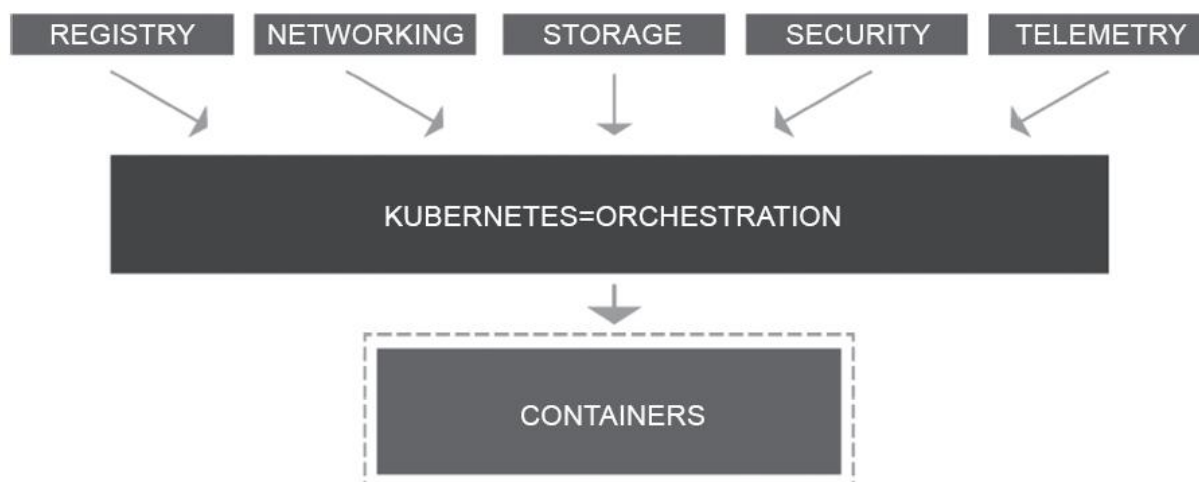 REGISTRY
NETWORKING
STORAGE
SECURITY
TELEMETRY
KUBERNETES=ORCHESTRATION
CONTAINERS